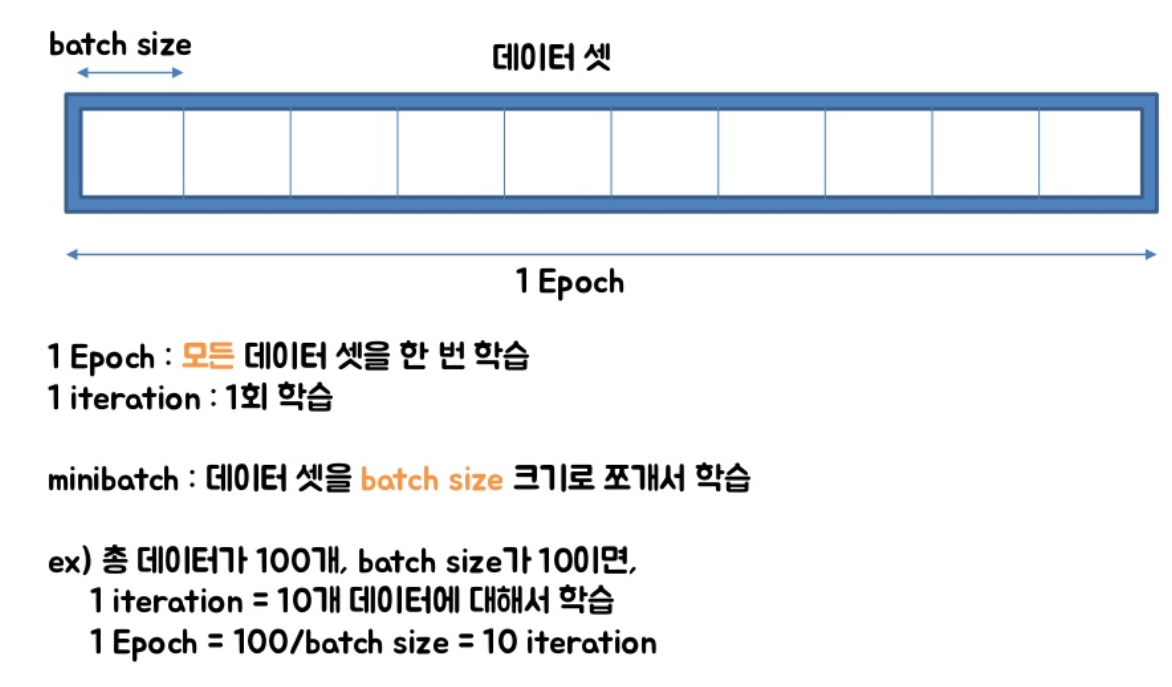 batch size
데이터 셋
1 Epoch
1 Epoch : 모든 데이터 셋을 한 번 학습
1 iteration : 1회 학습
minibatch : 데이터 셋을 batch size 크기로 쪼개서 학습
ex) 총 데이터가 100개, batch size가 10이면,
1 iteration = 10개 데이터에 대해서 학습
1 Epoch = 100/batch size = 10 iteration